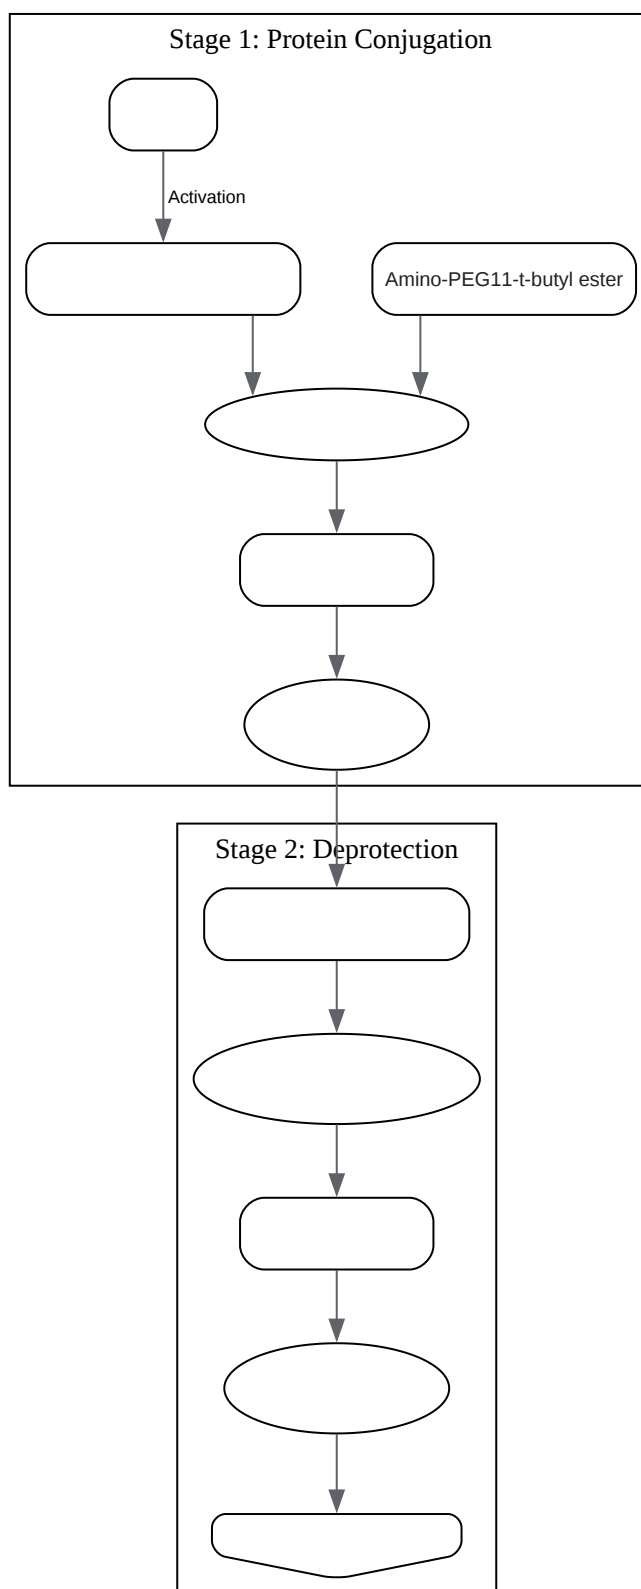 Stage 1: Protein Conjugation
Activation
Amino-PEG11-t-butyl ester
Stage 2: Deprotection